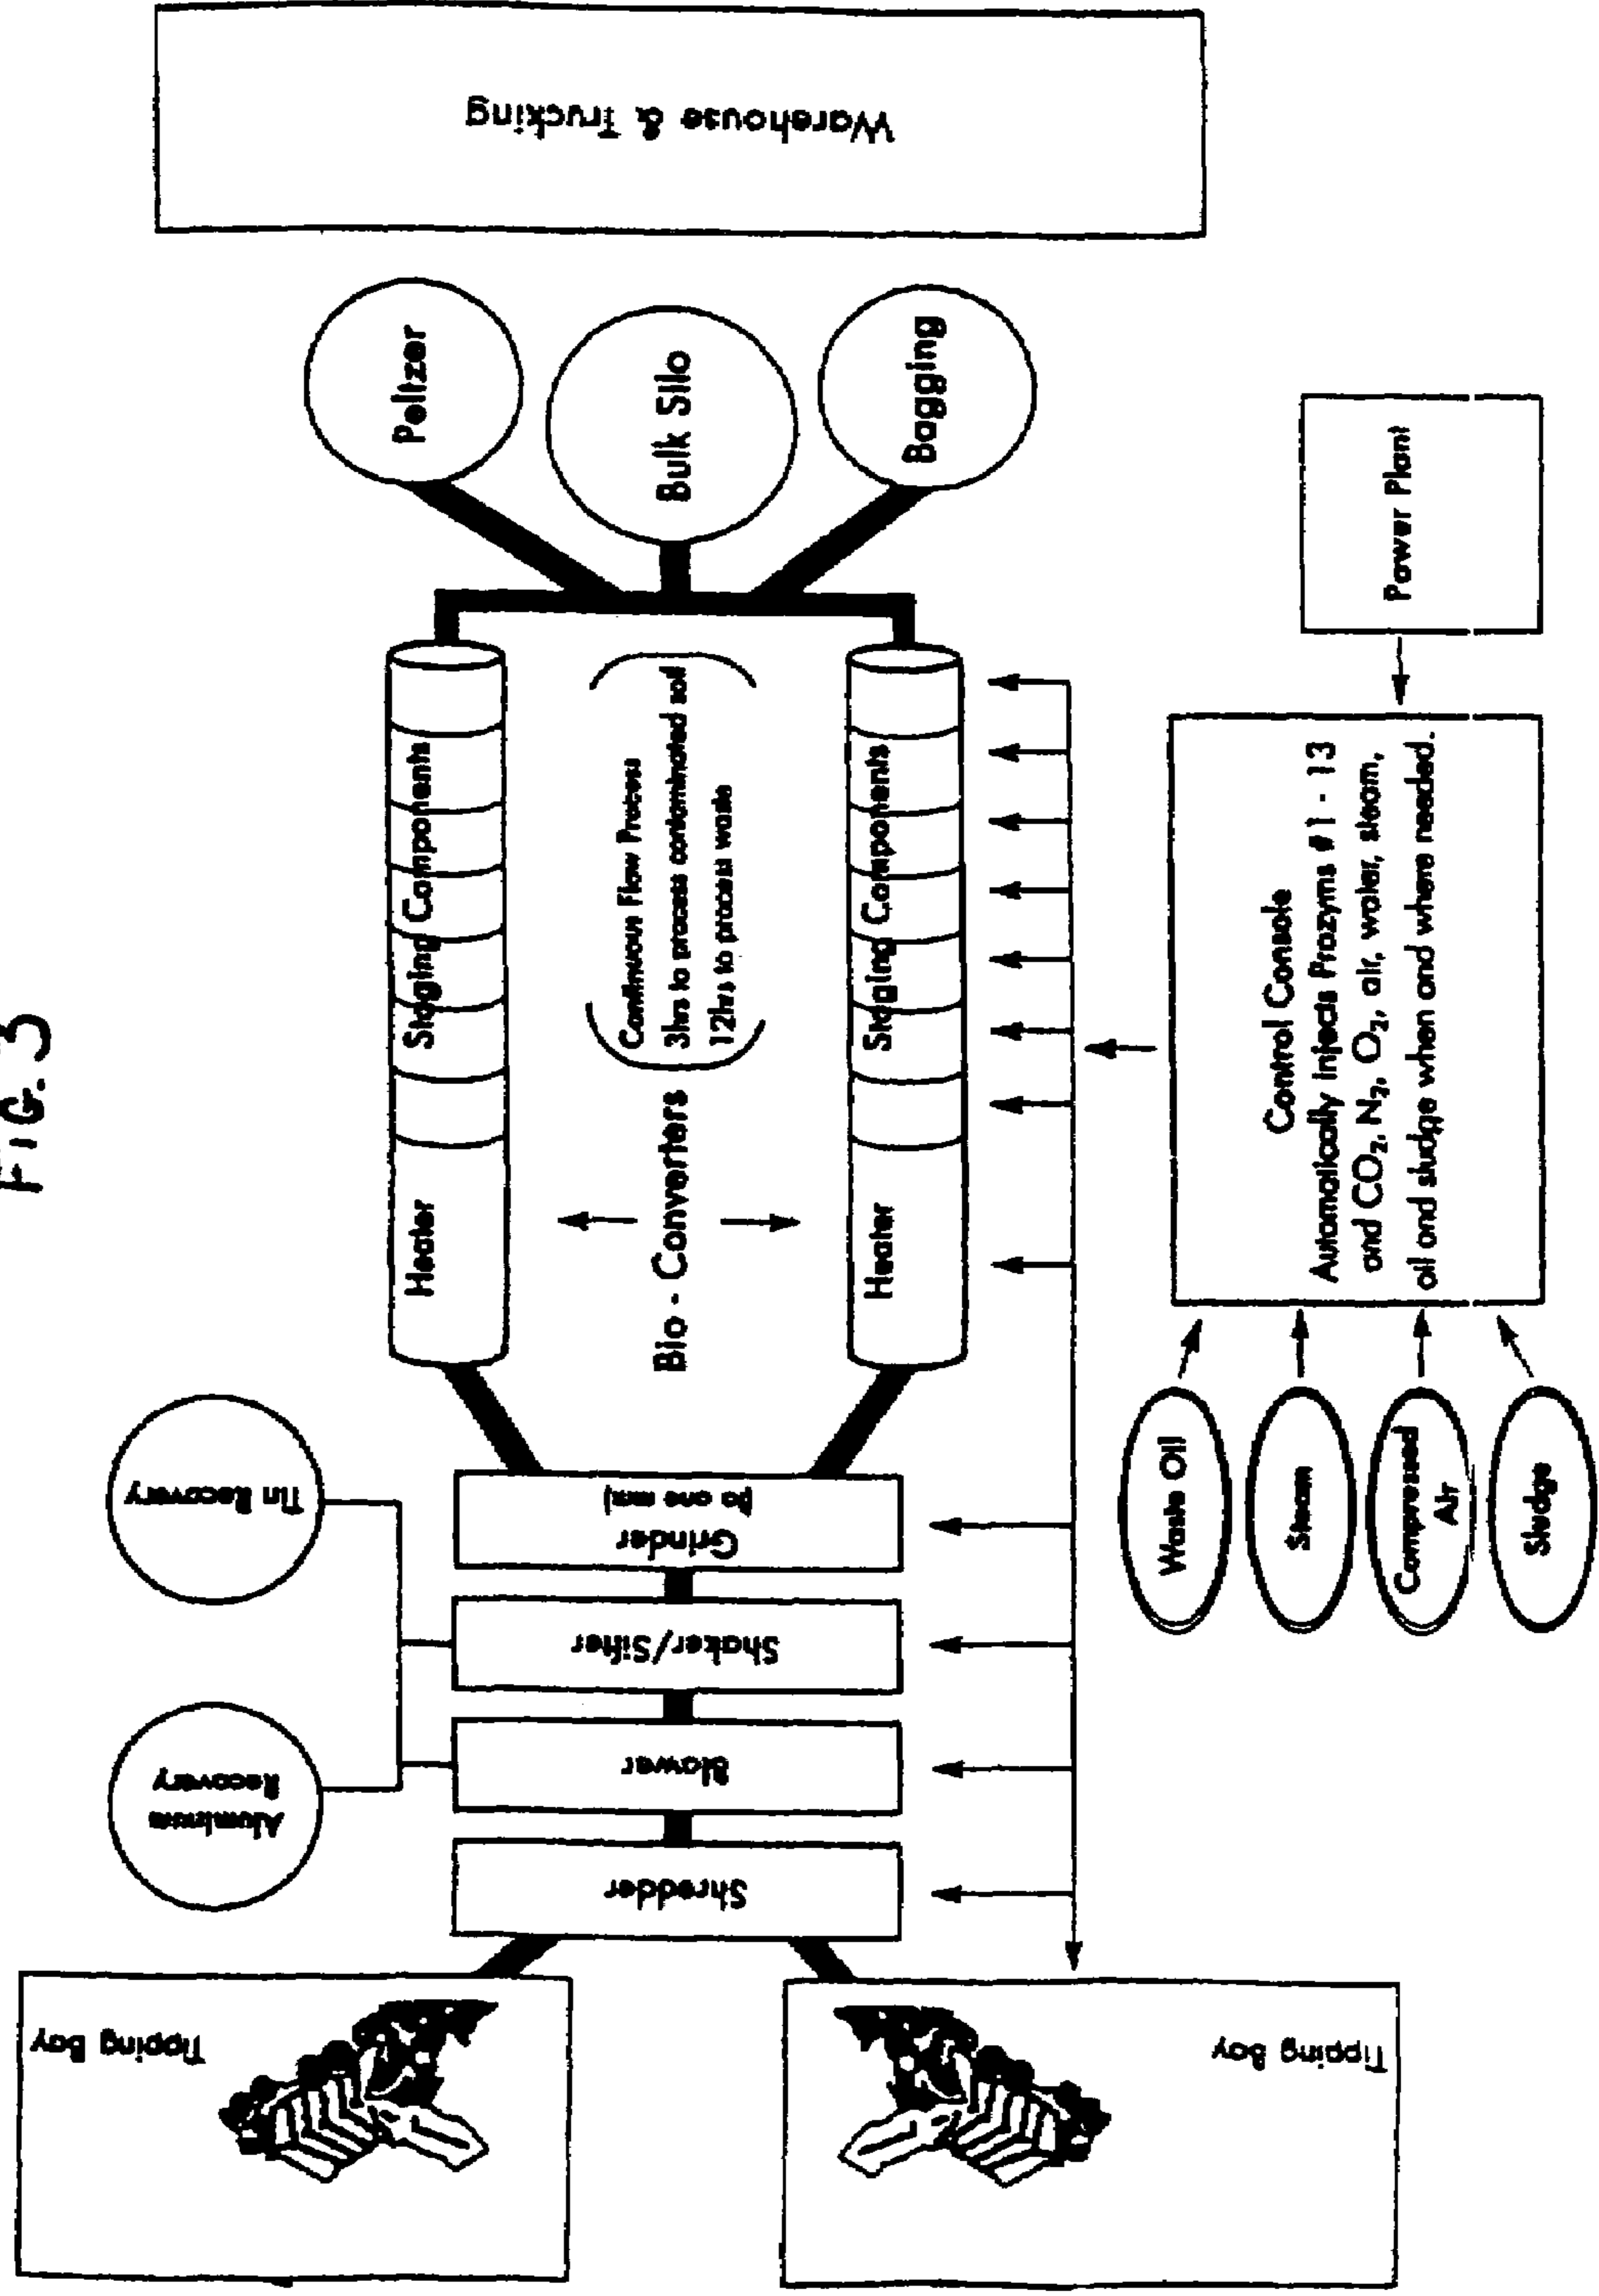 FIG. 3
Tipping Bay
Tipping Bay
Shredder
Blower
Shaker/Sifter
Grinder
(To one mm)
Aluminum
Recovery
Tin Recovery
Heater
Staging Components
Bio - Converters
Continuous Flow Process
3hrs to process contaminated soil
12hrs to process waste
Heater
Staging Components
Peltzer
Bulk Silo
Bagging
Warehouse & Trucking
Waste Oil
Steam
Compressed
Air
Sludge
Control Console
Automatically injects Prozyms #1 - 13
and CO₂, N₂, O₂, air, water, steam,
oil and sludge when and where needed.
Power Plant